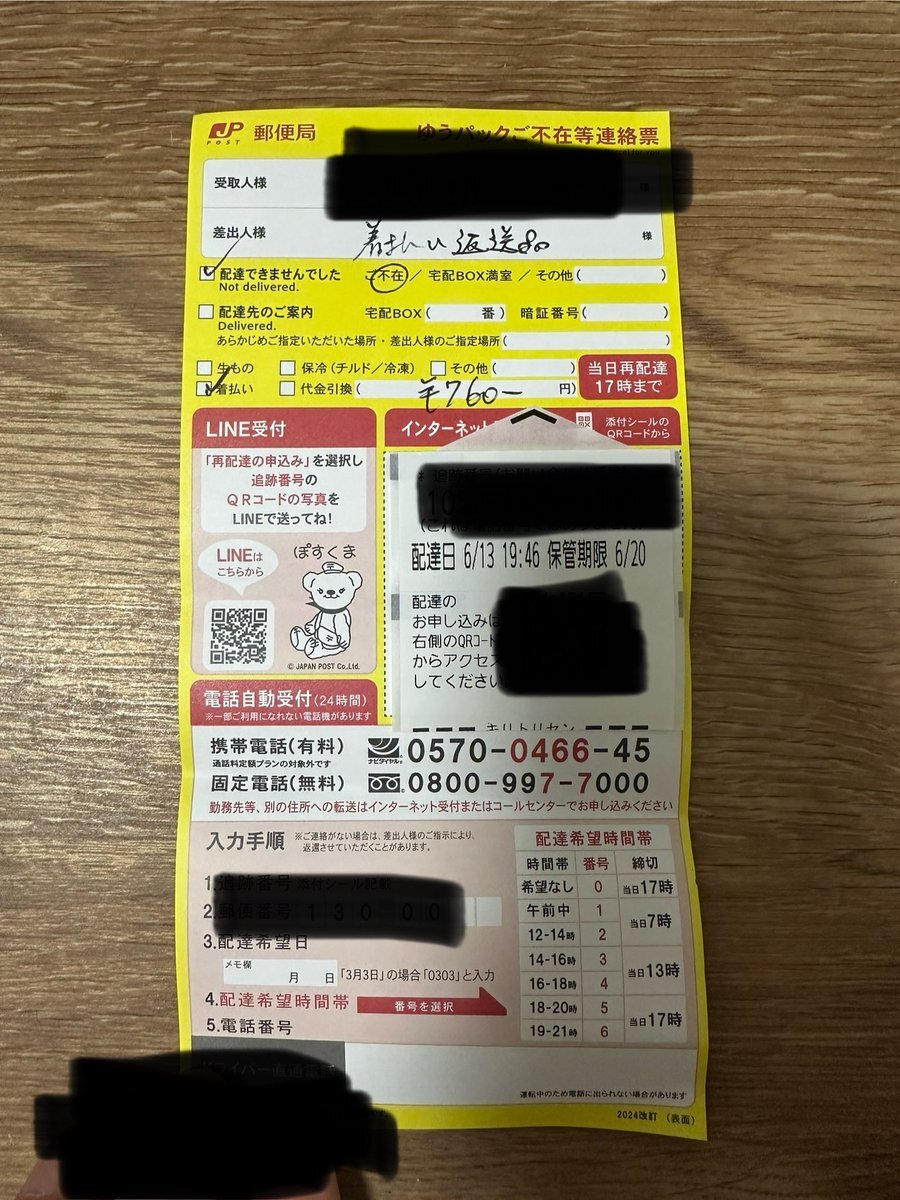 JP POST 郵便局 ゆうパックご不在等連絡票
受取人様 様
差出人様 着払い返送80 様
配達できませんでした ご不在／宅配BOX満室／その他( )
Not delivered.
配達先のご案内 宅配BOX( 番) 暗証番号( )
Delivered.
あらかじめご指定いただいた場所・差出人様のご指定場所( )
生もの 保冷(チルド／冷凍) その他( )
着払い 代金引換( ¥760− 円)
当日再配達
17時まで
LINE受付
「再配達の申込み」を選択し
追跡番号の
QRコードの写真を
LINEで送ってね!
LINEは
こちらから
ぽすくま
© JAPAN POST Co.,Ltd.
インターネット
添付シールの
QRコードから
配達日 6/13 19:46 保管期限 6/20
配達の
お申し込みは
右側のQRコード
からアクセス
してください
キリトリセン
電話自動受付(24時間)
※一部ご利用になれない電話機があります
携帯電話(有料) ナビダイヤル 0570-0466-45
通話料定額プランの対象外です
固定電話(無料) 0800-997-7000
勤務先等、別の住所への転送はインターネット受付またはコールセンターでお申し込みください
入力手順 ※ご連絡がない場合は、差出人様のご指示により、
返還させていただくことがあります。
1.追跡番号 添付シール記載
2.郵便番号 130 00
3.配達希望日
メモ欄 月 日 「3月3日」の場合「0303」と入力
4.配達希望時間帯 番号を選択
5.電話番号
配達希望時間帯
時間帯 番号 締切
希望なし 0 当日17時
午前中 1 当日7時
12-14時 2
14-16時 3 当日13時
16-18時 4
18-20時 5 当日17時
19-21時 6
ドライバー直通電話
運転中のため電話に出られない場合があります
2024改訂 (表面)